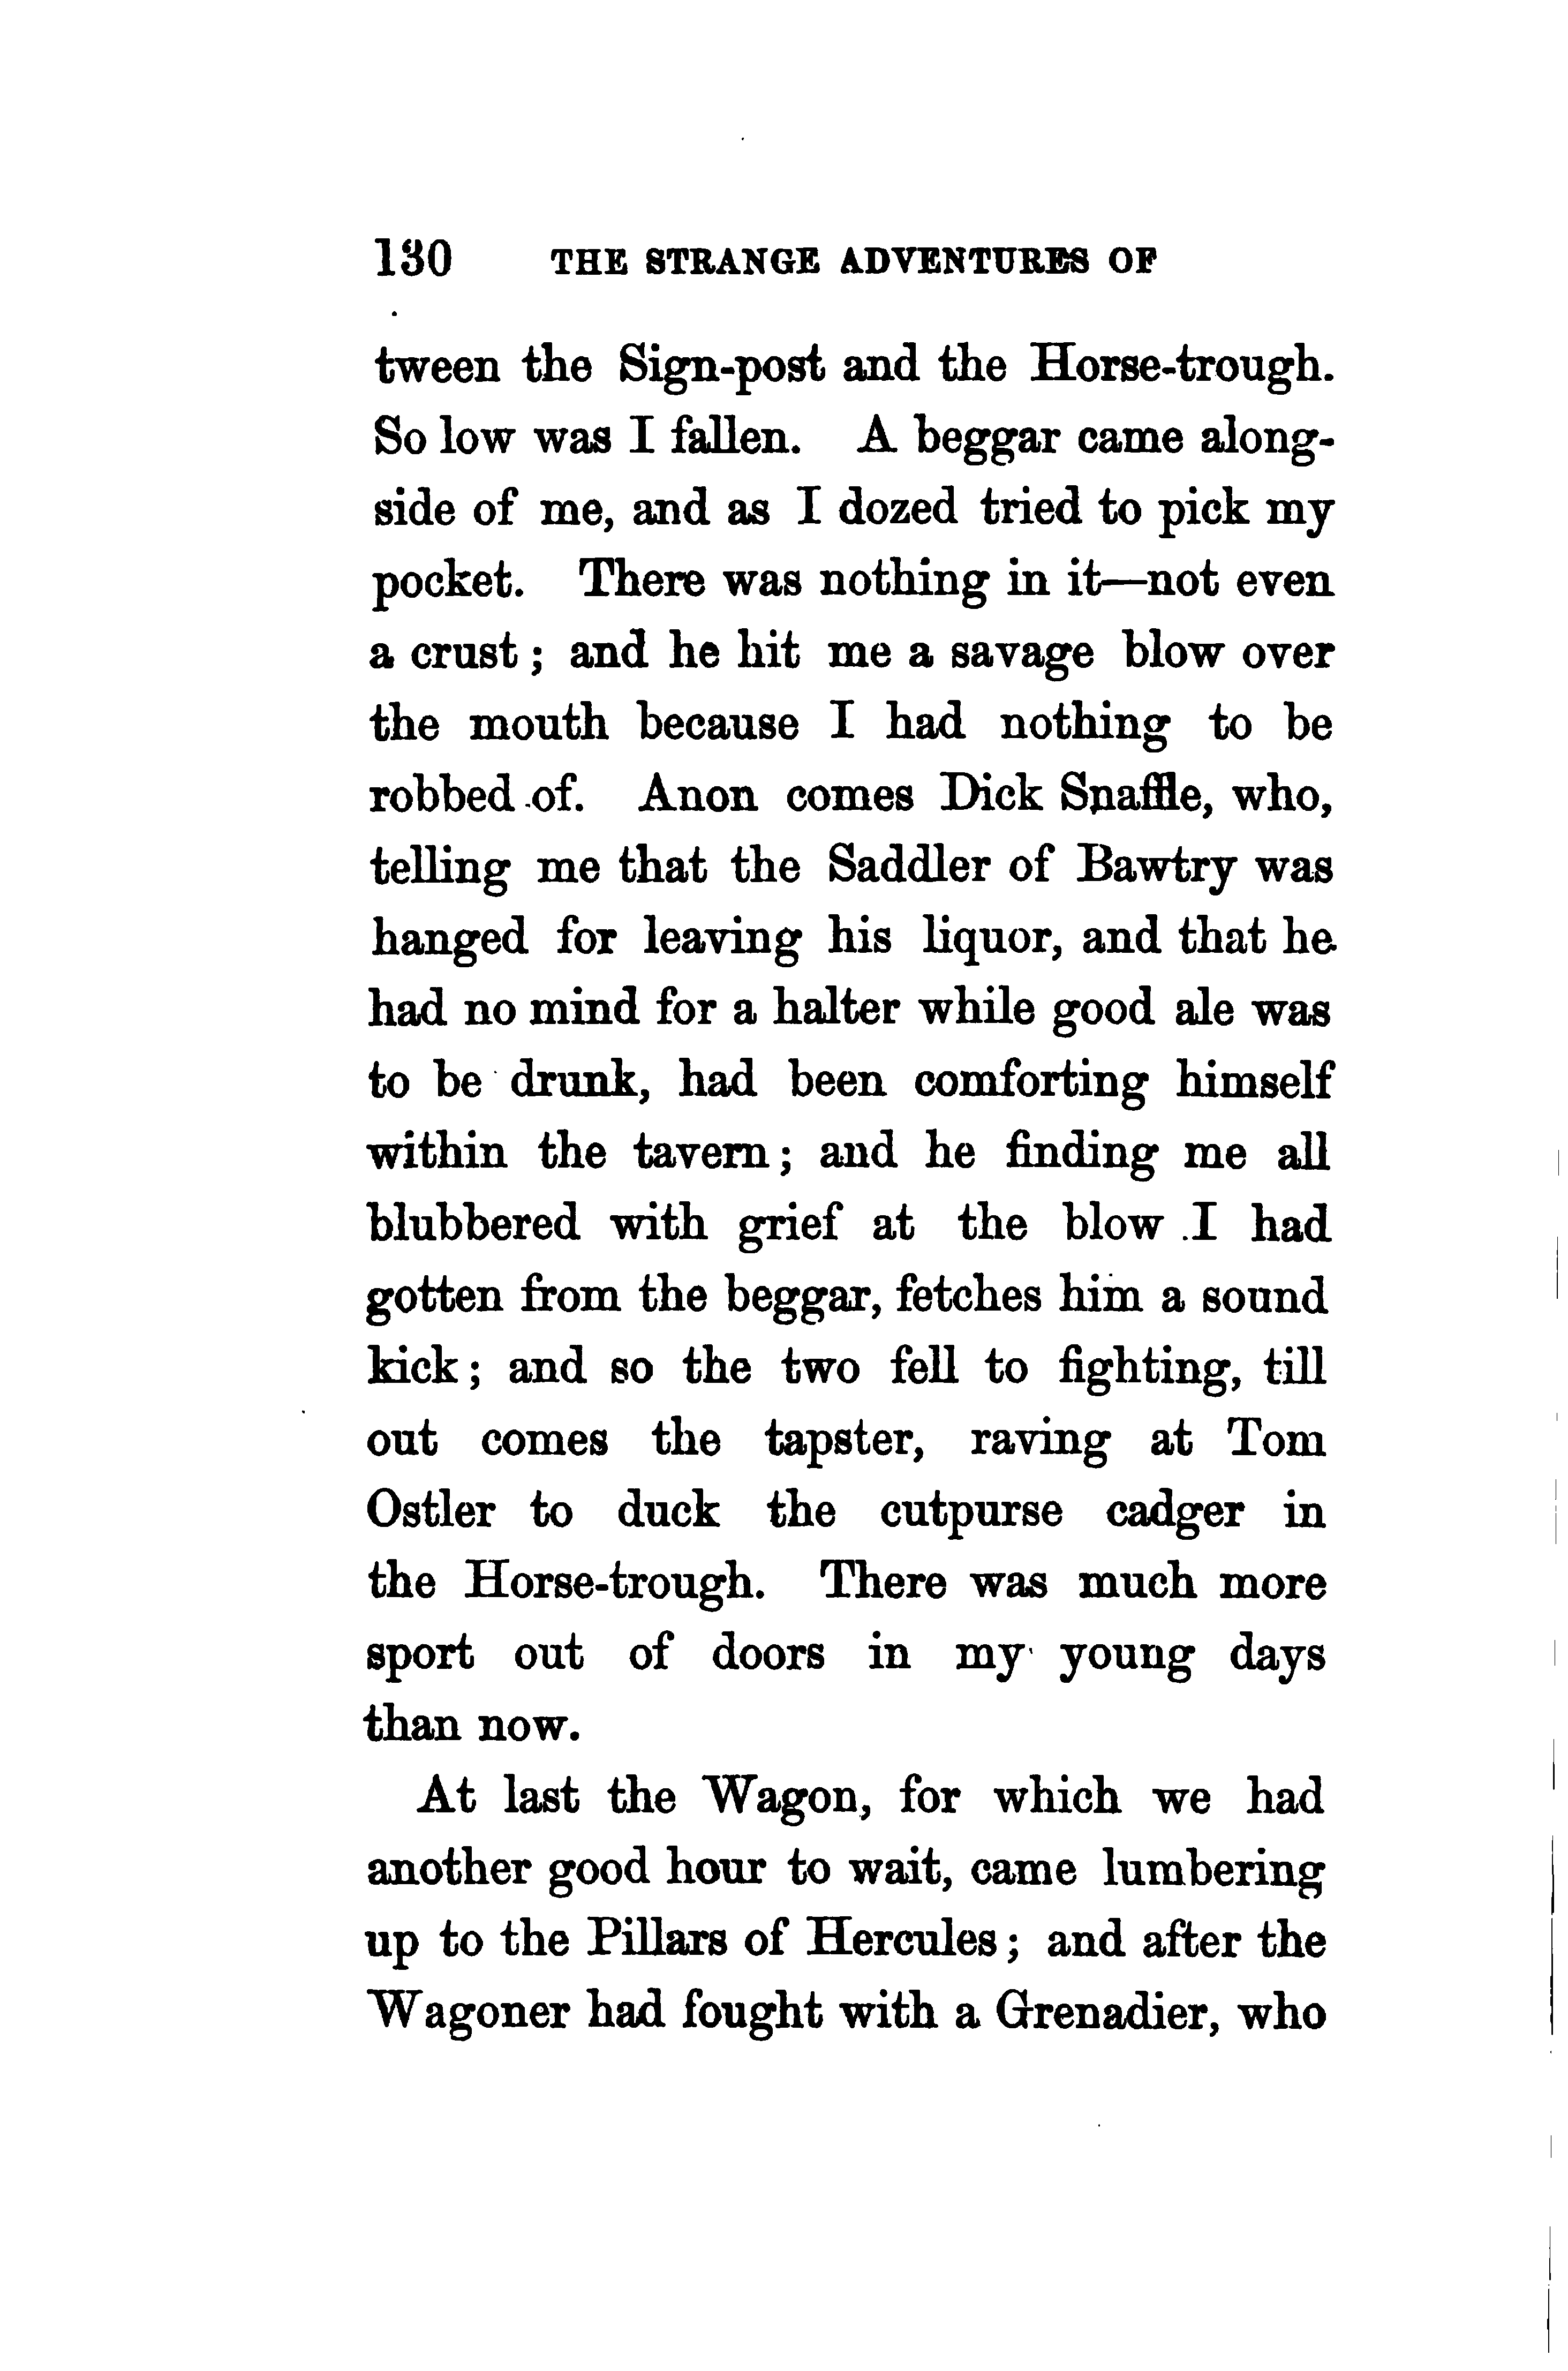 130 THE STRANGE ADVENTURES OF
tween the Sign-post and the Horse-trough.
So low was I fallen. A beggar came along-
side of me, and as I dozed tried to pick my
pocket. There was nothing in it—not even
a crust; and he hit me a savage blow over
the mouth because I had nothing to be
robbed of. Anon comes Dick Snaffle, who,
telling me that the Saddler of Bawtry was
hanged for leaving his liquor, and that he
had no mind for a halter while good ale was
to be drunk, had been comforting himself
within the tavern; and he finding me all
blubbered with grief at the blow I had
gotten from the beggar, fetches him a sound
kick; and so the two fell to fighting, till
out comes the tapster, raving at Tom
Ostler to duck the cutpurse cadger in
the Horse-trough. There was much more
sport out of doors in my young days
than now.
At last the Wagon, for which we had
another good hour to wait, came lumbering
up to the Pillars of Hercules; and after the
Wagoner had fought with a Grenadier, who